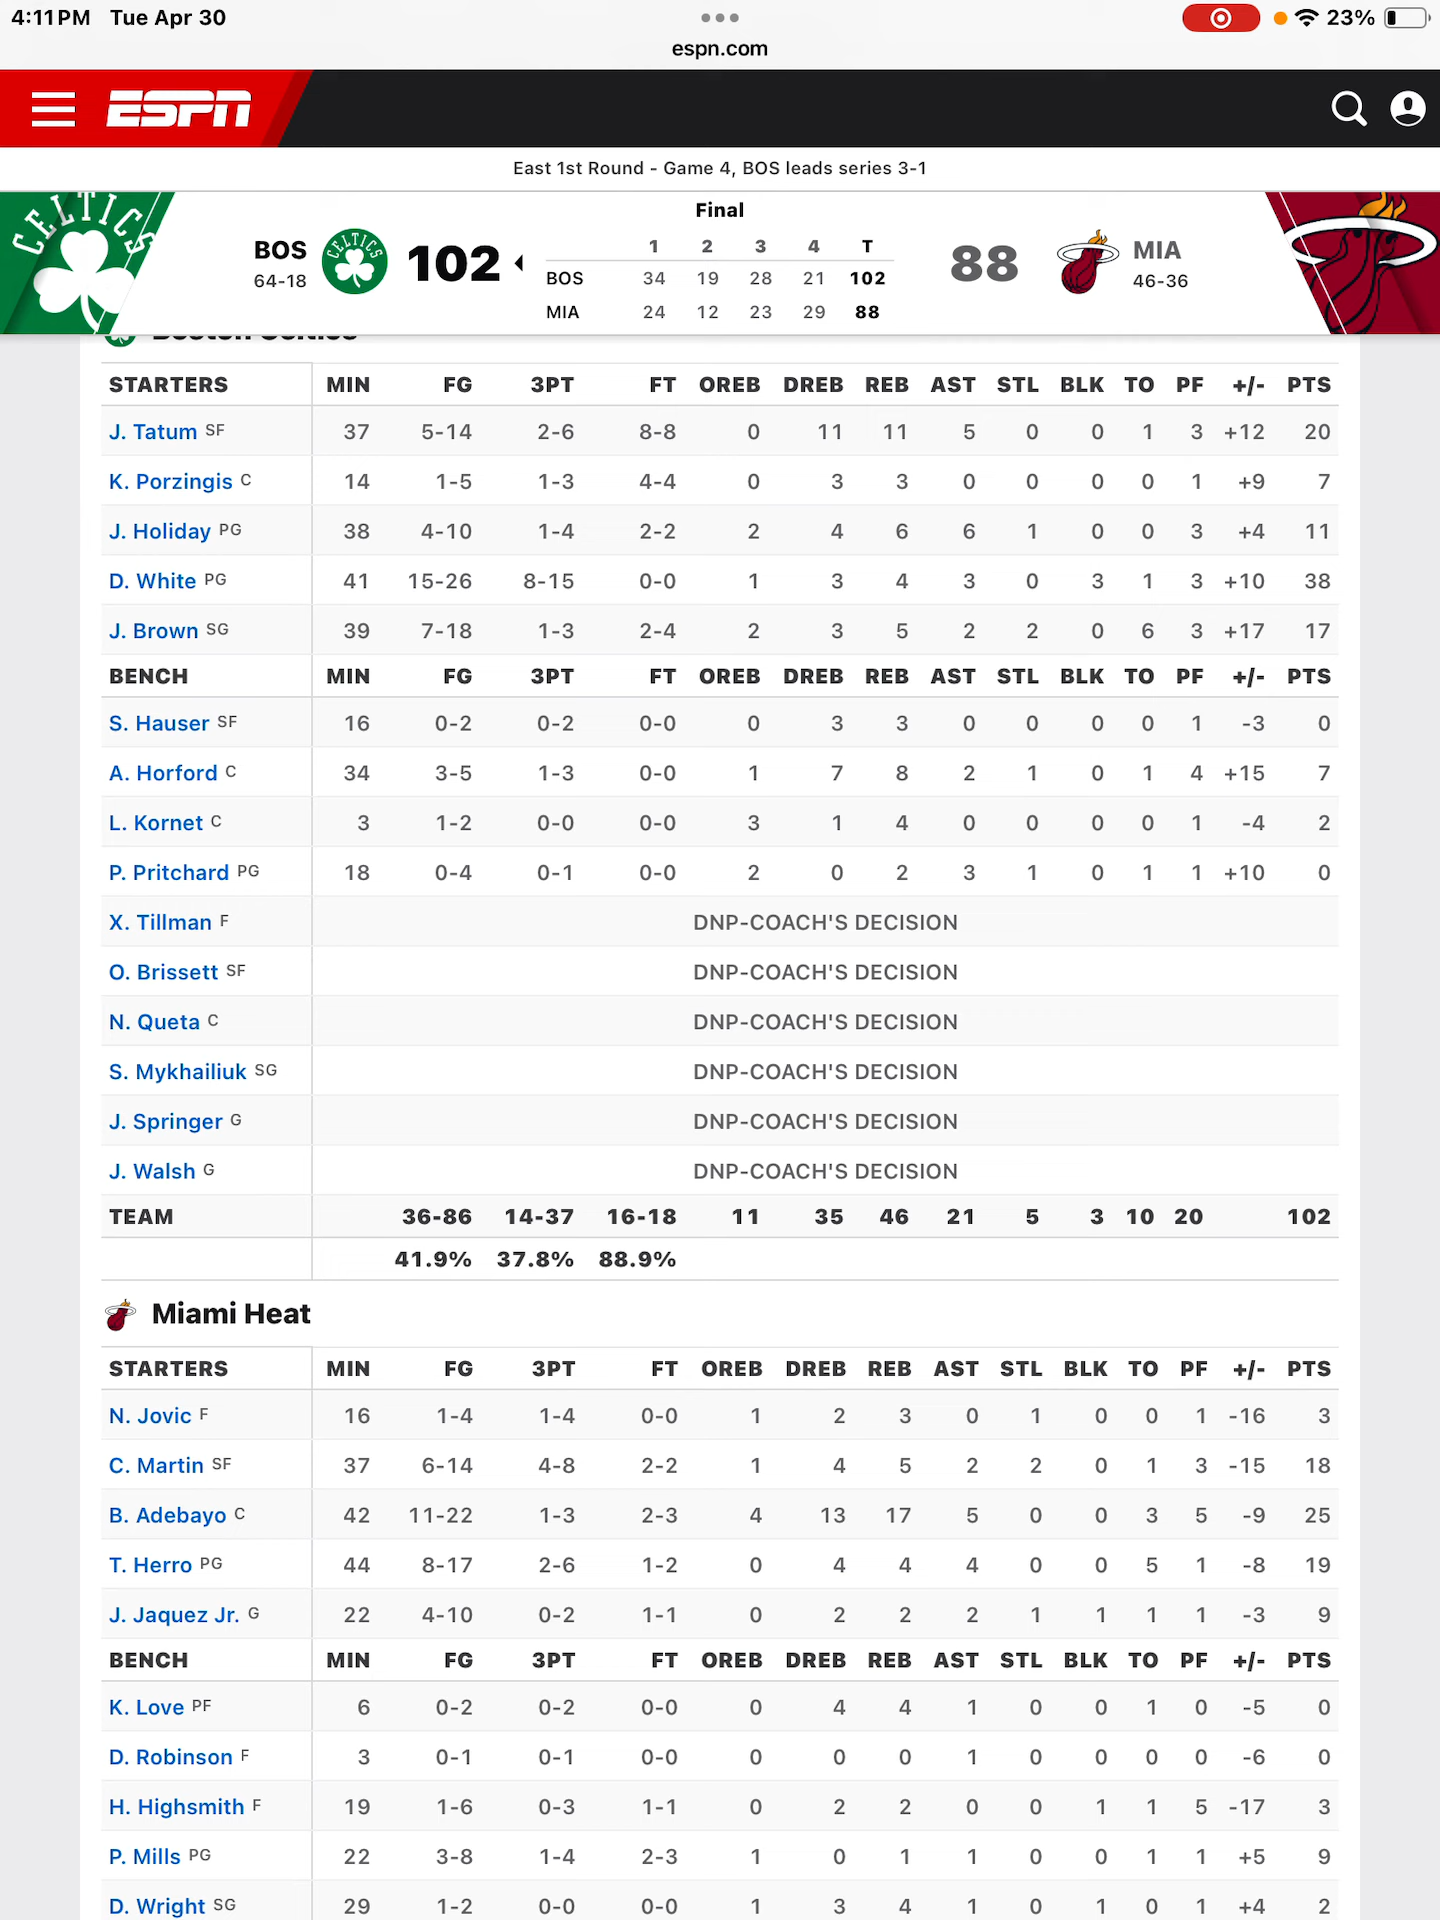 4:11PM Tue Apr 30
23%
espn.com
ESPN
East 1st Round - Game 4, BOS leads series 3-1
CELTICS
Final
BOS
64-18
CELTICS
102
1 2 3 4 T
BOS 34 19 28 21 102
MIA 24 12 23 29 88
88
MIA
46-36
Boston Celtics
STARTERS MIN FG 3PT FT OREB DREB REB AST STL BLK TO PF +/- PTS
J. Tatum SF 37 5-14 2-6 8-8 0 11 11 5 0 0 1 3 +12 20
K. Porzingis C 14 1-5 1-3 4-4 0 3 3 0 0 0 0 1 +9 7
J. Holiday PG 38 4-10 1-4 2-2 2 4 6 6 1 0 0 3 +4 11
D. White PG 41 15-26 8-15 0-0 1 3 4 3 0 3 1 3 +10 38
J. Brown SG 39 7-18 1-3 2-4 2 3 5 2 2 0 6 3 +17 17
BENCH MIN FG 3PT FT OREB DREB REB AST STL BLK TO PF +/- PTS
S. Hauser SF 16 0-2 0-2 0-0 0 3 3 0 0 0 0 1 -3 0
A. Horford C 34 3-5 1-3 0-0 1 7 8 2 1 0 1 4 +15 7
L. Kornet C 3 1-2 0-0 0-0 3 1 4 0 0 0 0 1 -4 2
P. Pritchard PG 18 0-4 0-1 0-0 2 0 2 3 1 0 1 1 +10 0
X. Tillman F DNP-COACH'S DECISION
O. Brissett SF DNP-COACH'S DECISION
N. Queta C DNP-COACH'S DECISION
S. Mykhailiuk SG DNP-COACH'S DECISION
J. Springer G DNP-COACH'S DECISION
J. Walsh G DNP-COACH'S DECISION
TEAM 36-86 14-37 16-18 11 35 46 21 5 3 10 20 102
41.9% 37.8% 88.9%
Miami Heat
STARTERS MIN FG 3PT FT OREB DREB REB AST STL BLK TO PF +/- PTS
N. Jovic F 16 1-4 1-4 0-0 1 2 3 0 1 0 0 1 -16 3
C. Martin SF 37 6-14 4-8 2-2 1 4 5 2 2 0 1 3 -15 18
B. Adebayo C 42 11-22 1-3 2-3 4 13 17 5 0 0 3 5 -9 25
T. Herro PG 44 8-17 2-6 1-2 0 4 4 4 0 0 5 1 -8 19
J. Jaquez Jr. G 22 4-10 0-2 1-1 0 2 2 2 1 1 1 1 -3 9
BENCH MIN FG 3PT FT OREB DREB REB AST STL BLK TO PF +/- PTS
K. Love PF 6 0-2 0-2 0-0 0 4 4 1 0 0 1 0 -5 0
D. Robinson F 3 0-1 0-1 0-0 0 0 0 1 0 0 0 0 -6 0
H. Highsmith F 19 1-6 0-3 1-1 0 2 2 0 0 1 1 5 -17 3
P. Mills PG 22 3-8 1-4 2-3 1 0 1 1 0 0 1 1 +5 9
D. Wright SG 29 1-2 0-0 0-0 1 3 4 1 0 1 0 1 +4 2